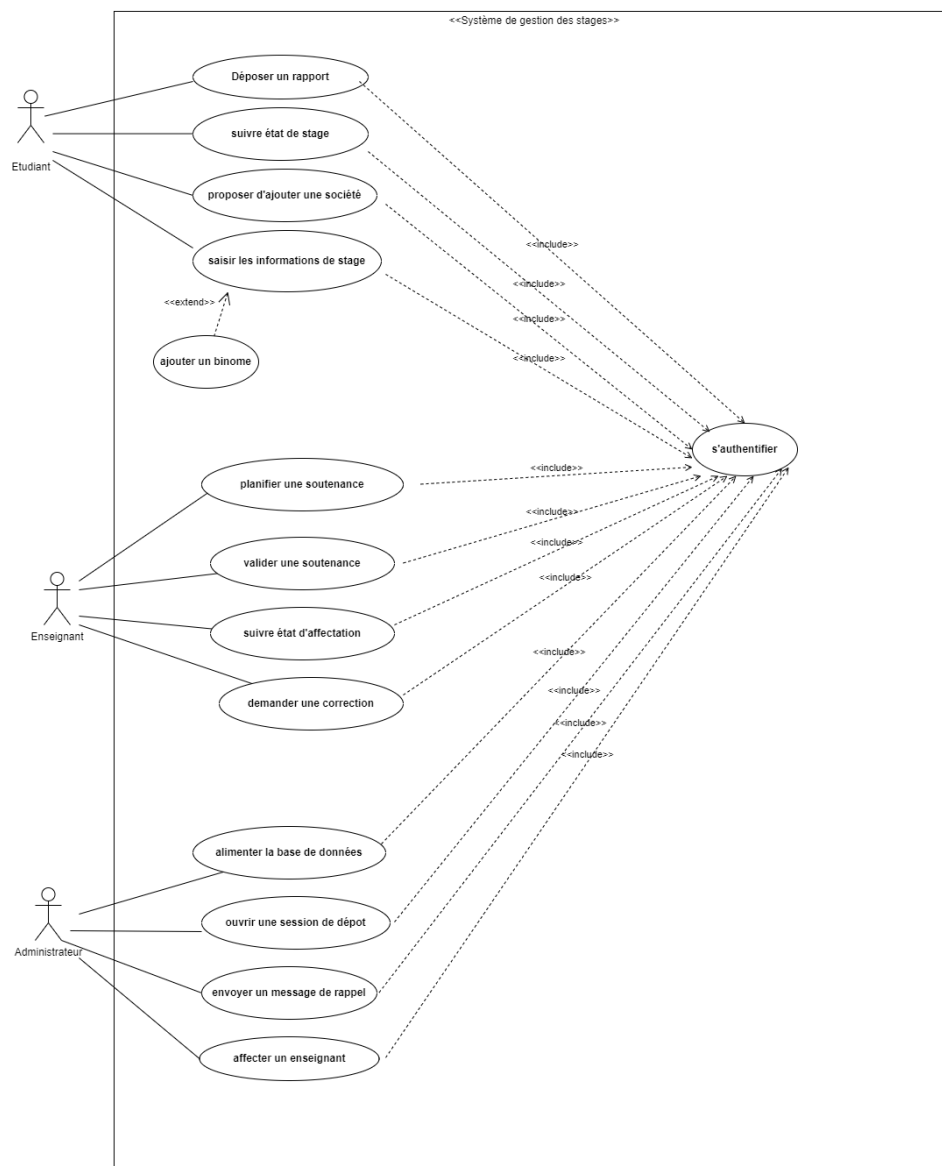 <<Système de gestion des stages>>
Déposer un rapport
Etudiant
suivre état de stage
proposer d'ajouter une société
saisir les informations de stage
<<include>>
<<include>>
<<extend>>
<<include>>
<<include>>
ajouter un binome
s'authentifier
planifier une soutenance
<<include>>
<<include>>
valider une soutenance
<<include>>
<<include>>
Enseignant
suivre état d'affectation
demander une correction
<<include>>
<<include>>
<<include>>
<<include>>
alimenter la base de données
ouvrir une session de dépot
Administrateur
envoyer un message de rappel
affecter un enseignant